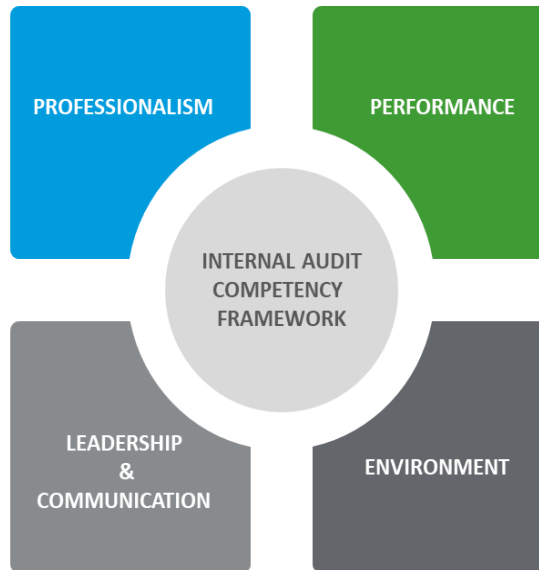 PROFESSIONALISM
PERFORMANCE
INTERNAL AUDIT
COMPETENCY
FRAMEWORK
LEADERSHIP
&
COMMUNICATION
ENVIRONMENT